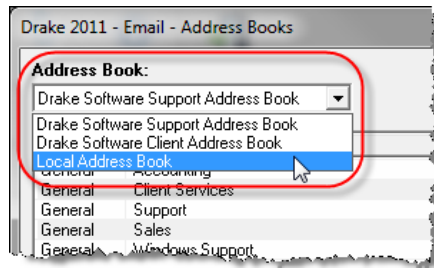 Drake 2011 - Email - Address Books
Address Book:
Drake Software Support Address Book
Drake Software Support Address Book
Drake Software Client Address Book
Local Address Book
General Accounting
General Client Services
General Support
General Sales
General Windows Support